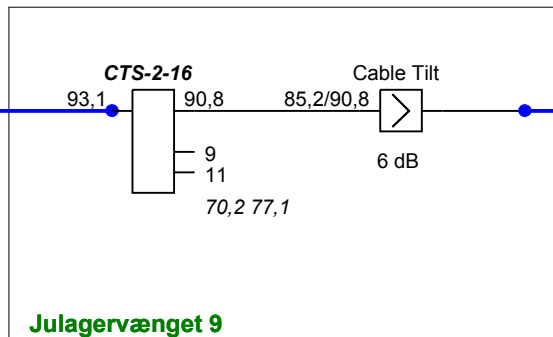 CTS-2-16
Cable Tilt
93,1
90,8
85,2/90,8
9
6 dB
11
70,2 77,1
Julagervænget 9